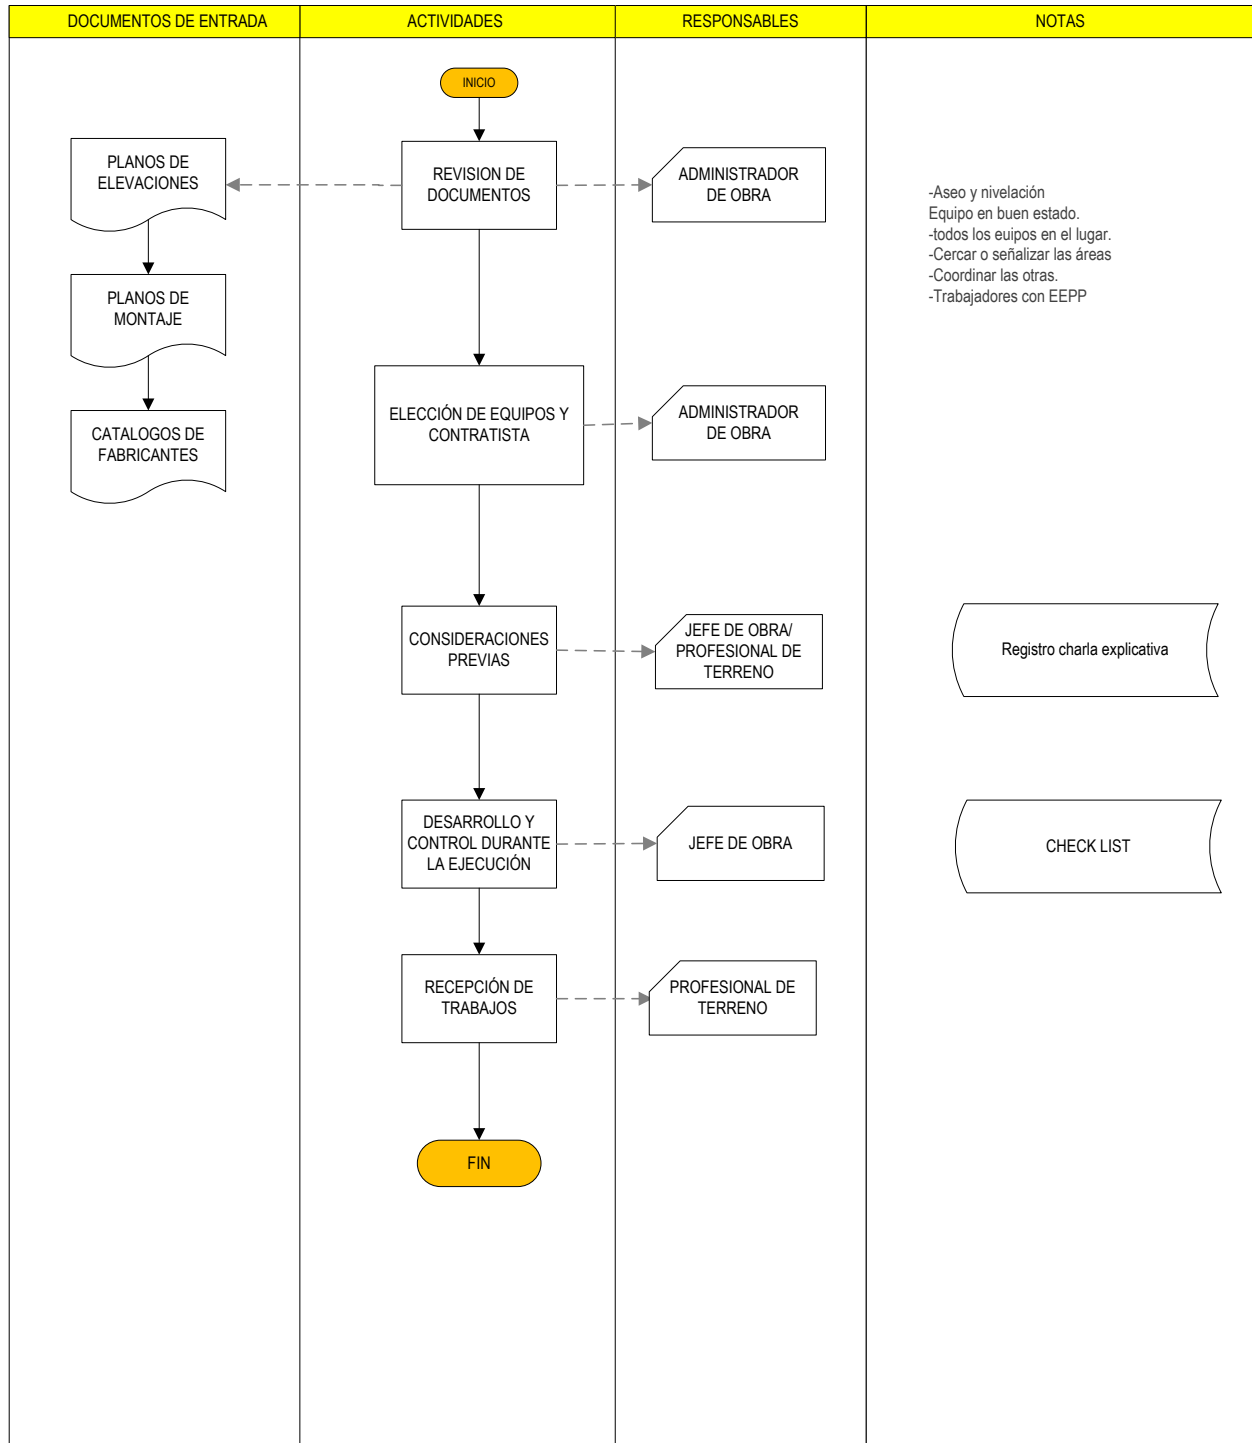 DOCUMENTOS DE ENTRADA
ACTIVIDADES
RESPONSABLES
NOTAS
INICIO
PLANOS DE
ELEVACIONES
REVISION DE
DOCUMENTOS
ADMINISTRADOR
DE OBRA
-Aseo y nivelación
Equipo en buen estado.
-todos los euipos en el lugar.
-Cercar o señalizar las áreas
-Coordinar las otras.
-Trabajadores con EEPP
PLANOS DE
MONTAJE
CATALOGOS DE
FABRICANTES
ELECCIÓN DE EQUIPOS Y
CONTRATISTA
ADMINISTRADOR
DE OBRA
CONSIDERACIONES
PREVIAS
JEFE DE OBRA/
PROFESIONAL DE
TERRENO
Registro charla explicativa
DESARROLLO Y
CONTROL DURANTE
LA EJECUCIÓN
JEFE DE OBRA
CHECK LIST
RECEPCIÓN DE
TRABAJOS
PROFESIONAL DE
TERRENO
FIN